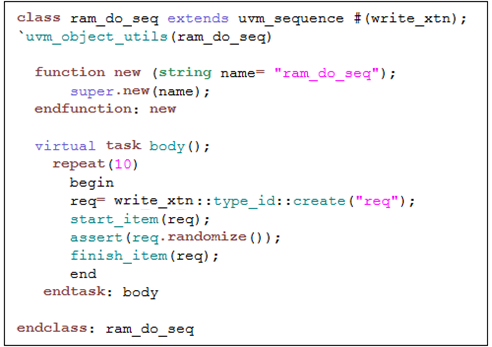 class ram_do_seq extends uvm_sequence #(write_xtn);
`uvm_object_utils(ram_do_seq)
function new (string name= "ram_do_seq");
super.new(name);
endfunction: new
virtual task body();
repeat(10)
begin
req= write_xtn::type_id::create("req");
start_item(req);
assert(req.randomize());
finish_item(req);
end
endtask: body
endclass: ram_do_seq